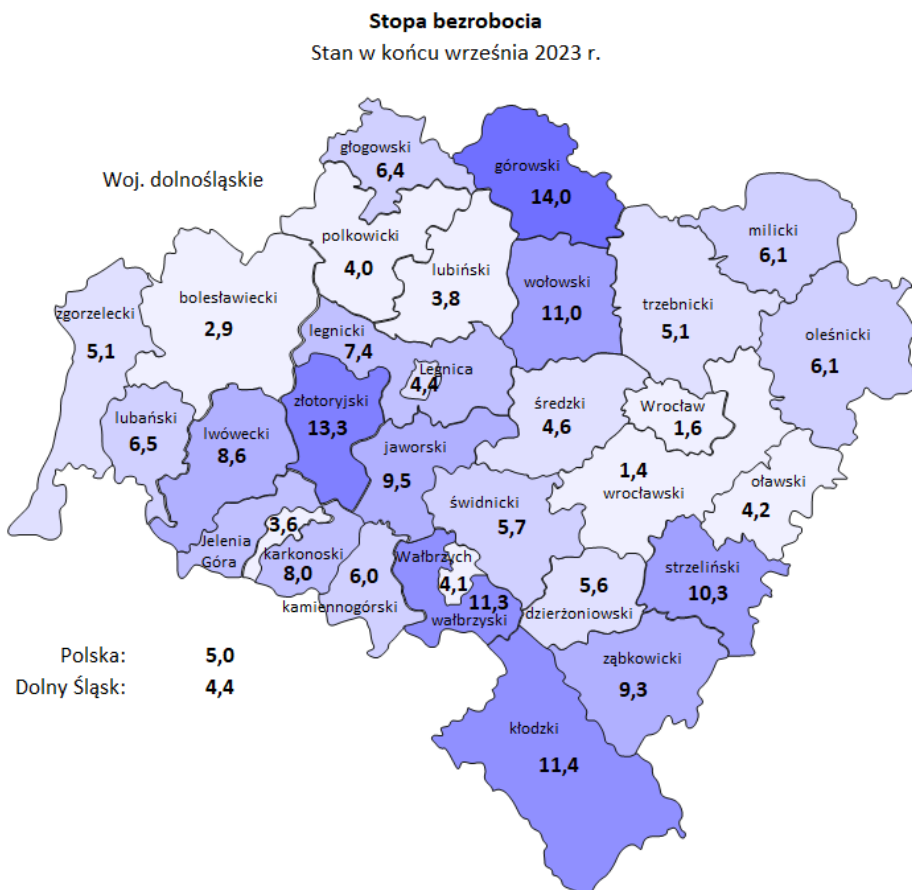 Stopa bezrobocia
Stan w końcu września 2023 r.
Woj. dolnośląskie
głogowski
6,4
górowski
14,0
milicki
6,1
polkowicki
4,0
lubiński
3,8
wołowski
11,0
trzebnicki
5,1
oleśnicki
6,1
zgorzelecki
5,1
bolesławiecki
2,9
legnicki
7,4
Legnica
4,4
lubański
6,5
lwówecki
8,6
złotoryjski
13,3
jaworski
9,5
średzki
4,6
Wrocław
1,6
1,4
wrocławski
oławski
4,2
świdnicki
5,7
Jelenia
Góra
3,6
karkonoski
8,0
6,0
kamiennogórski
Wałbrzych
4,1
11,3
wałbrzyski
5,6
dzierżoniowski
strzeliński
10,3
ząbkowicki
9,3
kłodzki
11,4
Polska: 5,0
Dolny Śląsk: 4,4